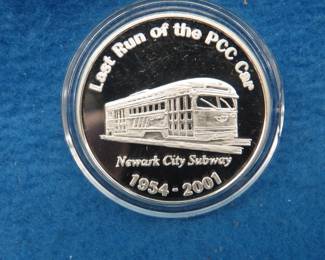 Last Run of the PCC Car
Newark City Subway
1954 - 2001